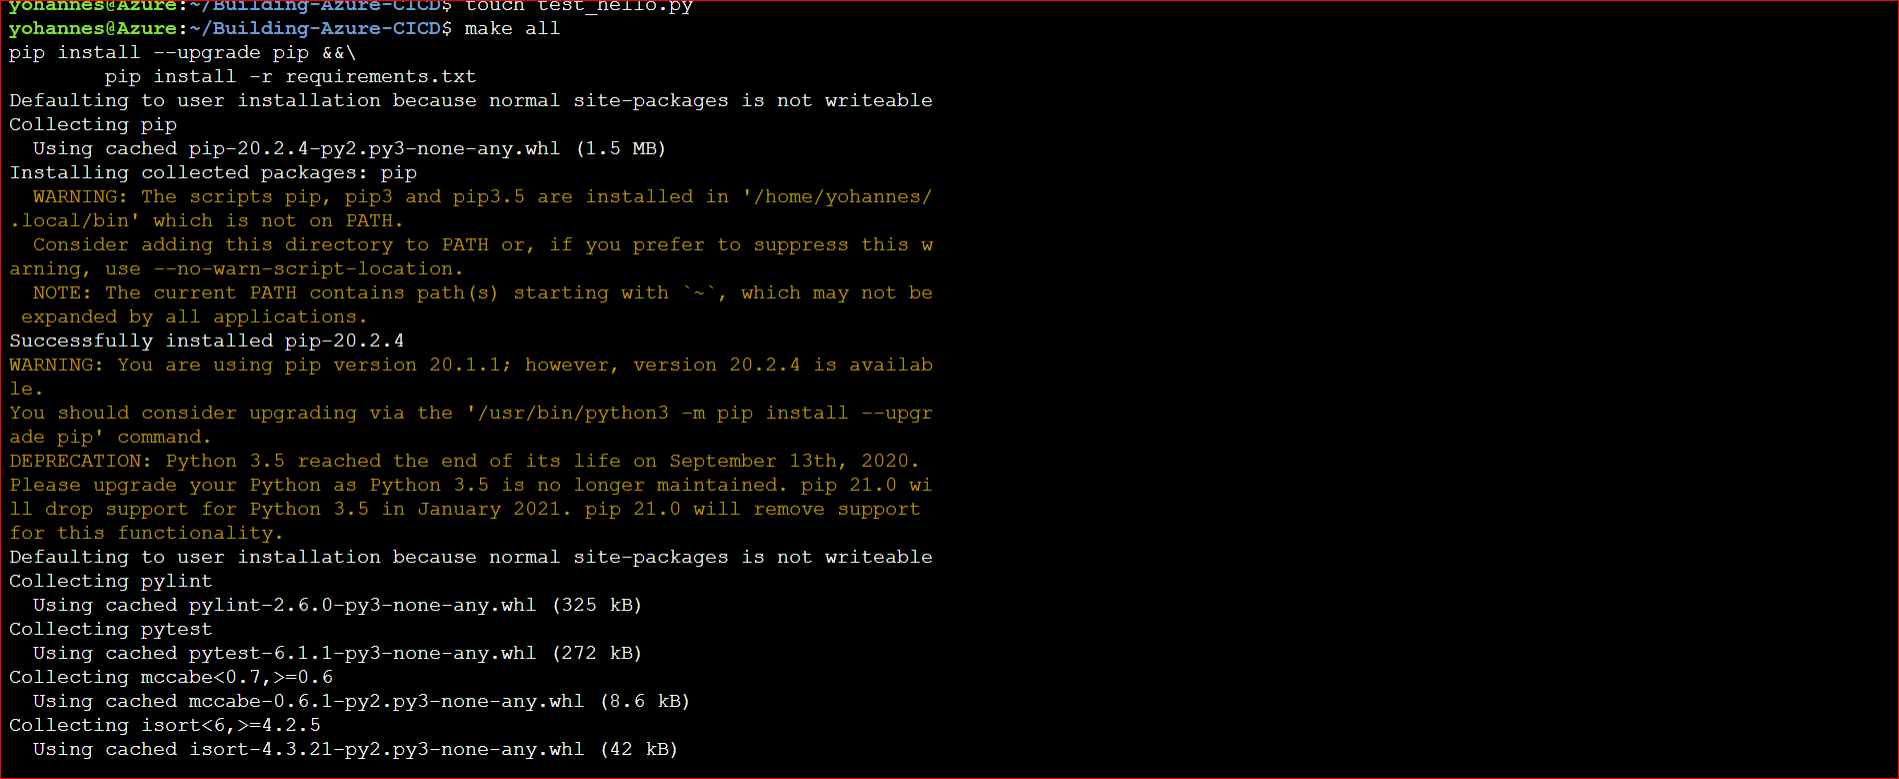 yohannes@Azure:~/Building-Azure-CICD$ touch test_hello.py
yohannes@Azure:~/Building-Azure-CICD$ make all
pip install --upgrade pip &&\
        pip install -r requirements.txt
Defaulting to user installation because normal site-packages is not writeable
Collecting pip
  Using cached pip-20.2.4-py2.py3-none-any.whl (1.5 MB)
Installing collected packages: pip
  WARNING: The scripts pip, pip3 and pip3.5 are installed in '/home/yohannes/
.local/bin' which is not on PATH.
  Consider adding this directory to PATH or, if you prefer to suppress this w
arning, use --no-warn-script-location.
  NOTE: The current PATH contains path(s) starting with `~`, which may not be
 expanded by all applications.
Successfully installed pip-20.2.4
WARNING: You are using pip version 20.1.1; however, version 20.2.4 is availab
le.
You should consider upgrading via the '/usr/bin/python3 -m pip install --upgr
ade pip' command.
DEPRECATION: Python 3.5 reached the end of its life on September 13th, 2020.
Please upgrade your Python as Python 3.5 is no longer maintained. pip 21.0 wi
ll drop support for Python 3.5 in January 2021. pip 21.0 will remove support
for this functionality.
Defaulting to user installation because normal site-packages is not writeable
Collecting pylint
  Using cached pylint-2.6.0-py3-none-any.whl (325 kB)
Collecting pytest
  Using cached pytest-6.1.1-py3-none-any.whl (272 kB)
Collecting mccabe<0.7,>=0.6
  Using cached mccabe-0.6.1-py2.py3-none-any.whl (8.6 kB)
Collecting isort<6,>=4.2.5
  Using cached isort-4.3.21-py2.py3-none-any.whl (42 kB)